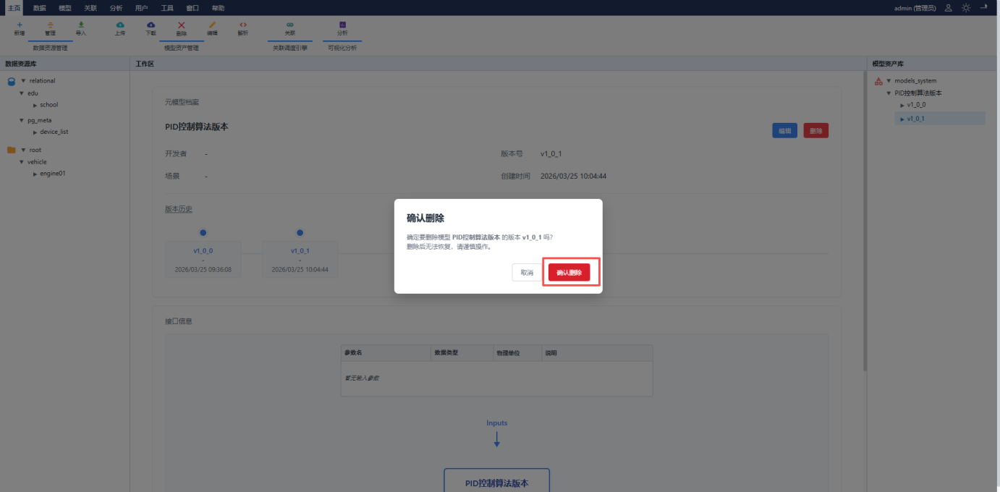 主页 数据 模型 关联 分析 用户 工具 窗口 帮助 admin (管理员)
新增 管理 导入 上传 下载 删除 编辑 解析 关联 分析
数据资源管理 模型资产管理 关联调度引擎 可视化分析
数据资源库
relational
edu
school
pg_meta
device_list
root
vehicle
engine01
工作区
元模型档案
PID控制算法版本
编辑 删除
开发者 - 版本号 v1_0_1
场景 - 创建时间 2026/03/25 10:04:44
版本历史
v1_0_0
-
2026/03/25 09:36:08
v1_0_1
-
2026/03/25 10:04:44
确认删除
确定要删除模型 PID控制算法版本 的版本 v1_0_1 吗?
删除后无法恢复，请谨慎操作。
取消 确认删除
接口信息
参数名 数据类型 物理单位 说明
暂无输入参数
Inputs
PID控制算法版本
模型资产库
models_system
PID控制算法版本
v1_0_0
v1_0_1